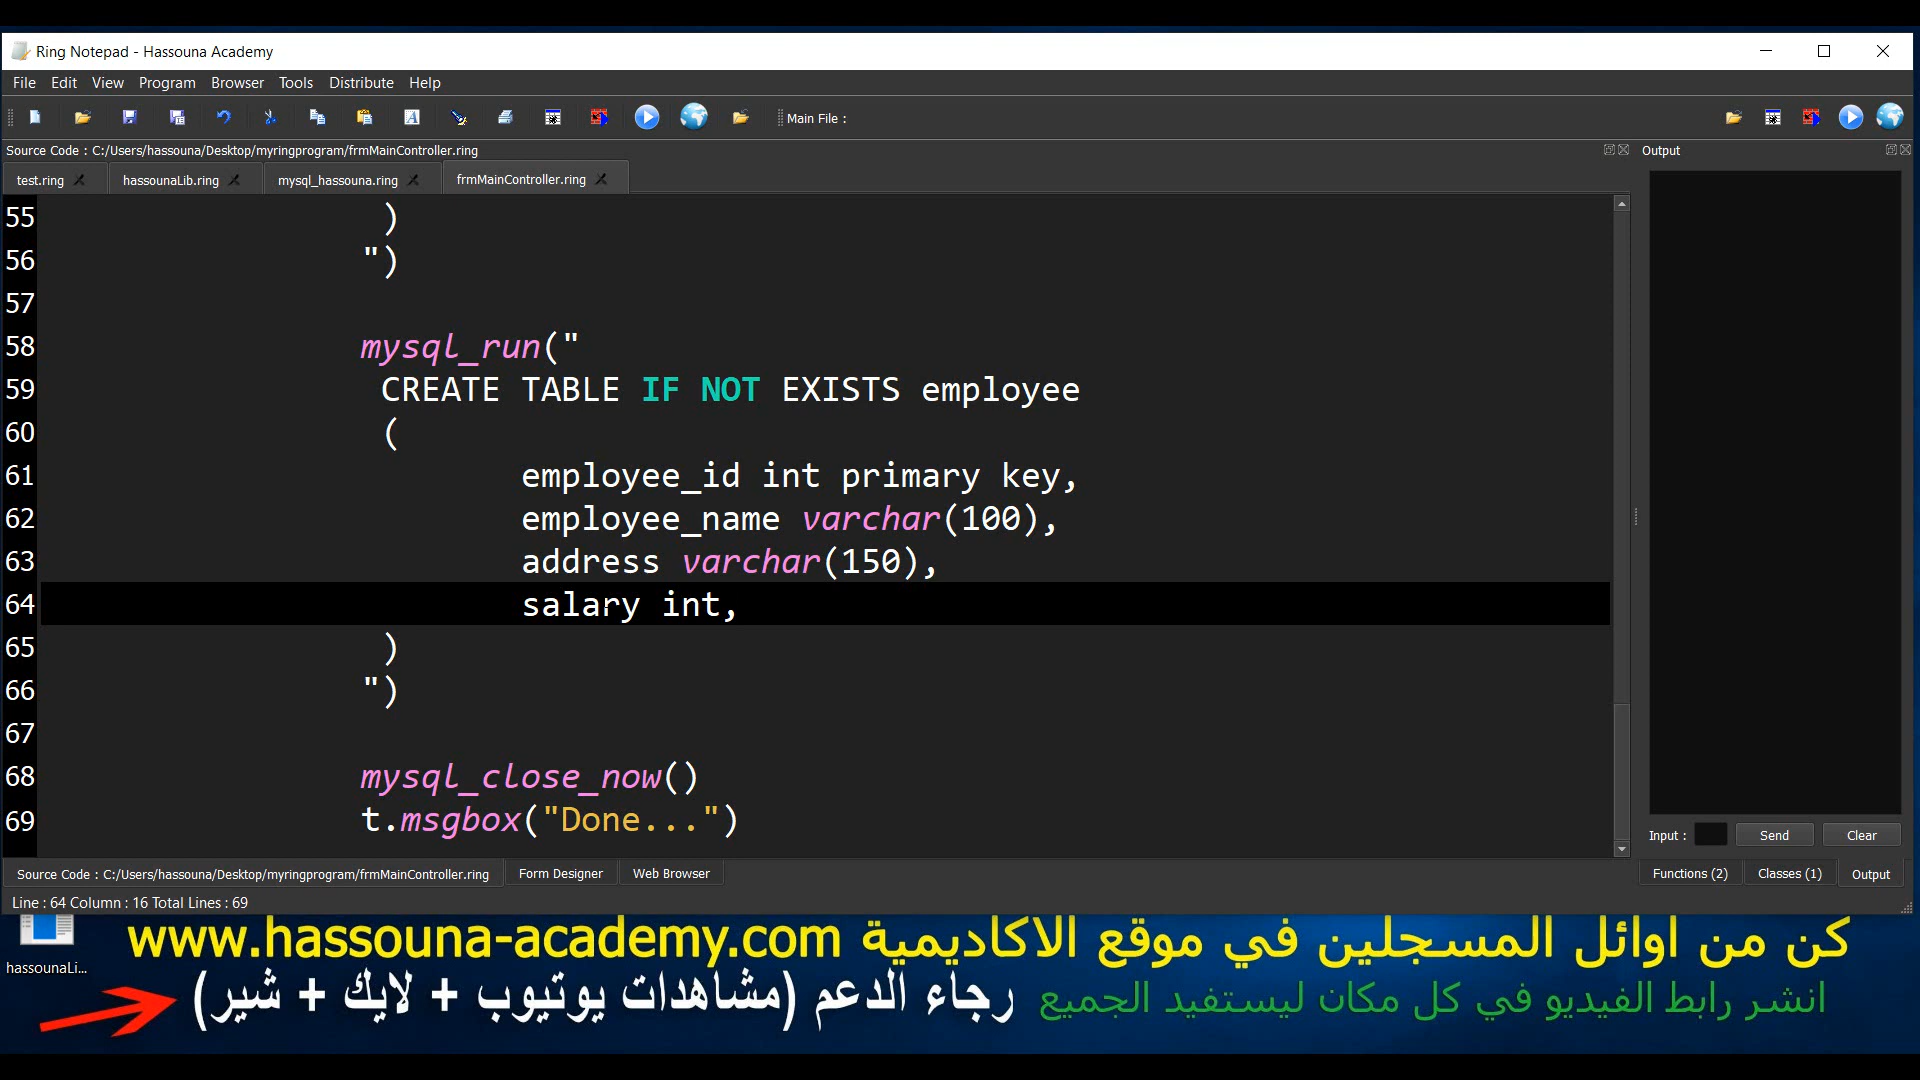 Ring Notepad - Hassouna Academy
File Edit View Program Browser Tools Distribute Help
Main File :
Source Code : C:/Users/hassouna/Desktop/myringprogram/frmMainController.ring
Output
test.ring hassounaLib.ring mysql_hassouna.ring frmMainController.ring
55 )
56 ")
57
58 mysql_run("
59 CREATE TABLE IF NOT EXISTS employee
60 (
61 employee_id int primary key,
62 employee_name varchar(100),
63 address varchar(150),
64 salary int,
65 )
66 ")
67
68 mysql_close_now()
69 t.msgbox("Done...")
Input : Send Clear
Source Code : C:/Users/hassouna/Desktop/myringprogram/frmMainController.ring Form Designer Web Browser
Functions (2) Classes (1) Output
Line : 64 Column : 16 Total Lines : 69
كن من اوائل المسجلين في موقع الاكاديمية www.hassouna-academy.com
hassounaLi...
انشر رابط الفيديو في كل مكان ليستفيد الجميع رجاء الدعم (مشاهدات يوتيوب + لايك + شير)